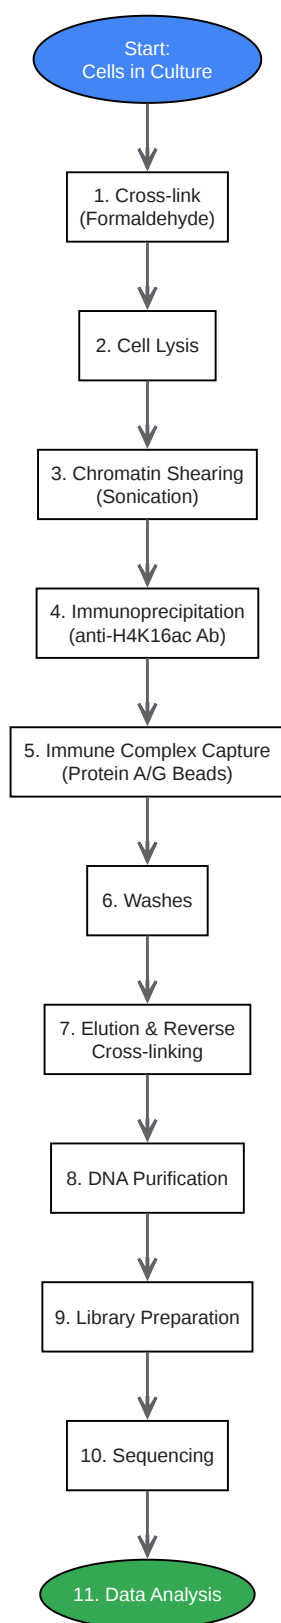 Start:
Cells in Culture
1. Cross-link
(Formaldehyde)
2. Cell Lysis
3. Chromatin Shearing
(Sonication)
4. Immunoprecipitation
(anti-H4K16ac Ab)
5. Immune Complex Capture
(Protein A/G Beads)
6. Washes
7. Elution & Reverse
Cross-linking
8. DNA Purification
9. Library Preparation
10. Sequencing
11. Data Analysis